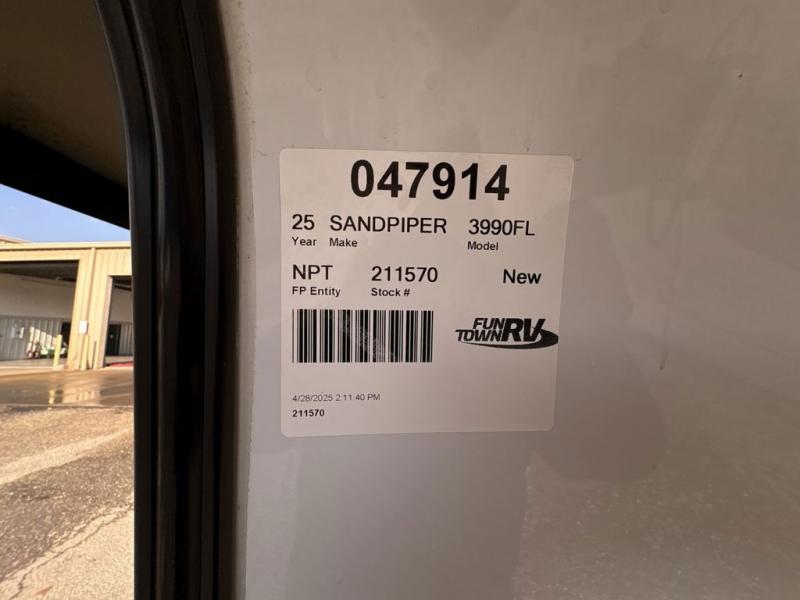 047914
25 SANDPIPER 3990FL
Year Make Model
NPT 211570 New
FP Entity Stock #
FUN TOWN RV
4/28/2025 2:11:40 PM
211570